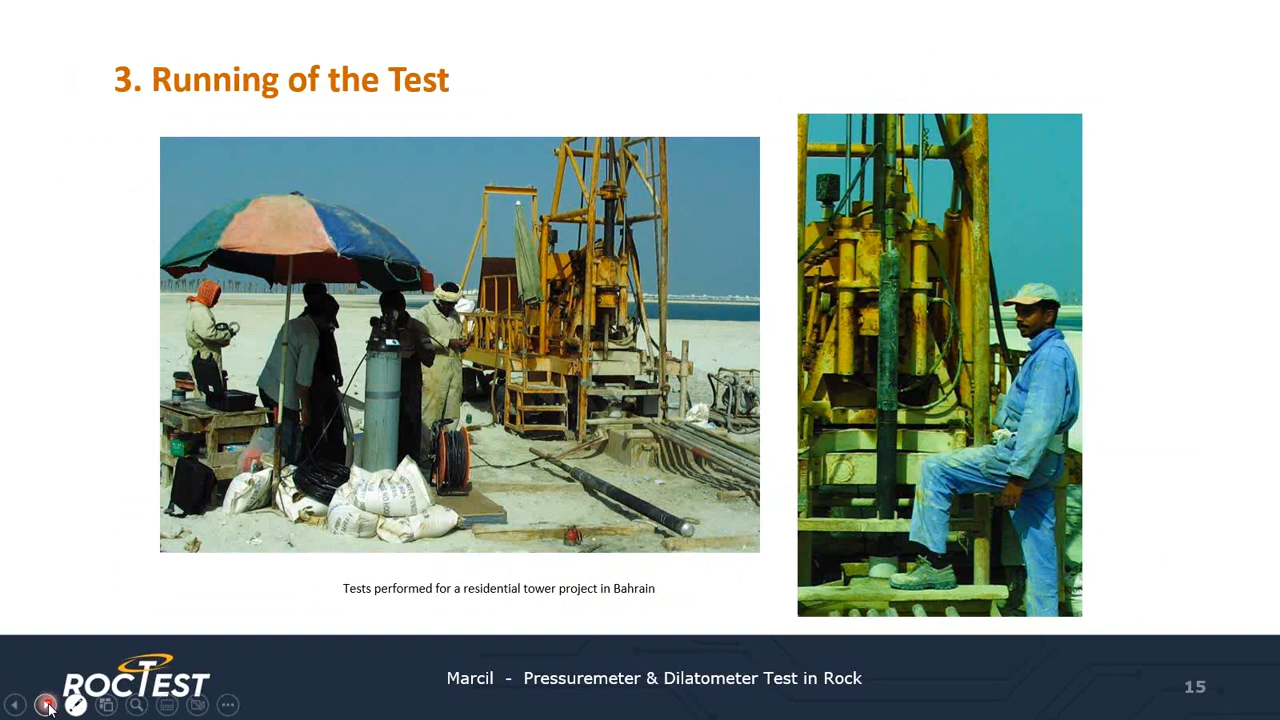 3. Running of the Test
Tests performed for a residential tower project in Bahrain
ROCTEST
Marcil - Pressuremeter & Dilatometer Test in Rock
15